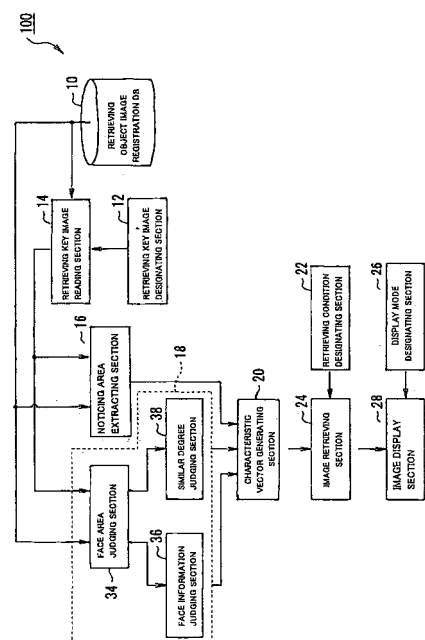 100
10
RETRIEVING
OBJECT IMAGE
REGISTRATION DB
14
RETRIEVING KEY IMAGE
READING SECTION
12
RETRIEVING KEY IMAGE
DESIGNATING SECTION
16
NOTICING AREA
EXTRACTING SECTION
18
34
FACE AREA
JUDGING SECTION
38
SIMILAR DEGREE
JUDGING SECTION
36
FACE INFORMATION
JUDGING SECTION
20
CHARACTERISTIC
VECTOR GENERATING
SECTION
22
RETRIEVING CONDITION
DESIGNATING SECTION
24
IMAGE RETRIEVING
SECTION
26
DISPLAY MODE
DESIGNATING SECTION
28
IMAGE DISPLAY
SECTION